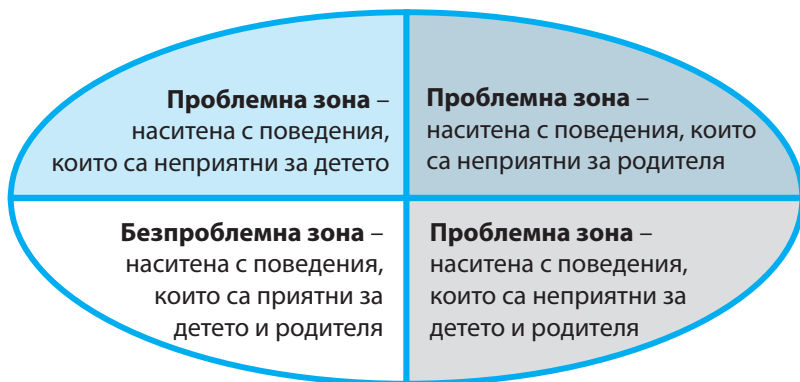 Проблемна зона –
наситена с поведения,
които са неприятни за детето
Проблемна зона –
наситена с поведения, които
са неприятни за родителя
Безпроблемна зона –
наситена с поведения,
които са приятни за
детето и родителя
Проблемна зона –
наситена с поведения,
които са неприятни за
детето и родителя